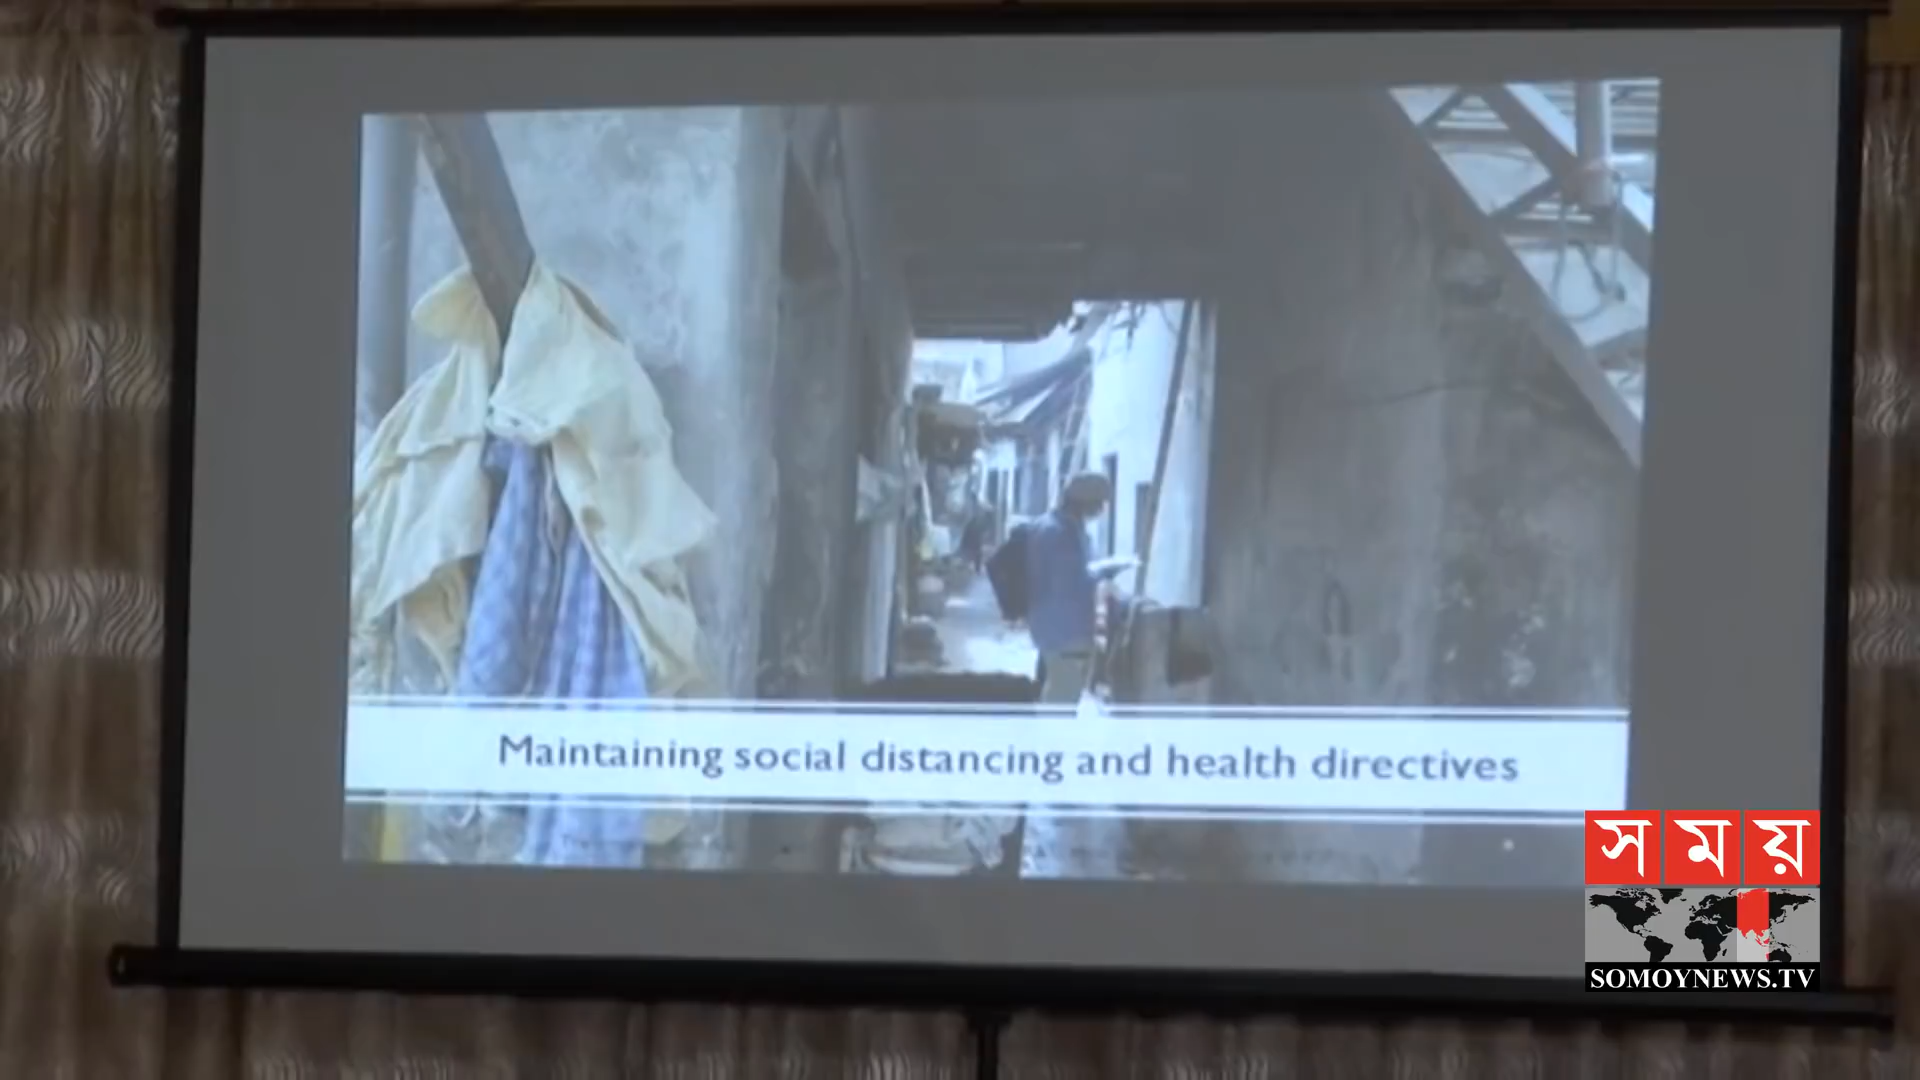 Maintaining social distancing and health directives
সময়
SOMOYNEWS.TV